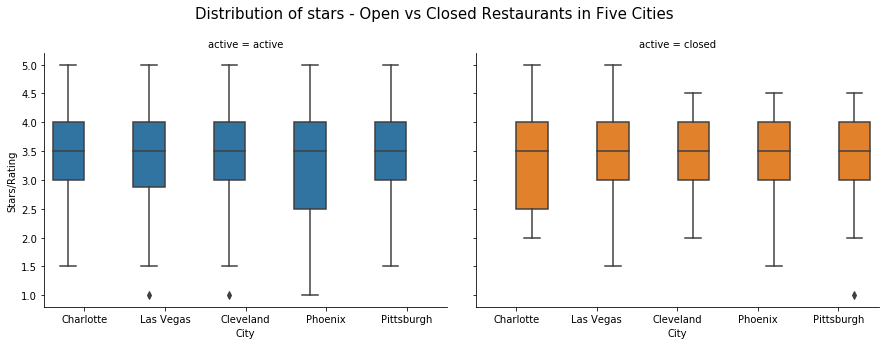 Distribution of stars - Open vs Closed Restaurants in Five Cities
active = active
active = closed
Stars/Rating
5.0
4.5
4.0
3.5
3.0
2.5
2.0
1.5
1.0
Charlotte Las Vegas Cleveland Phoenix Pittsburgh
City
Charlotte Las Vegas Cleveland Phoenix Pittsburgh
City